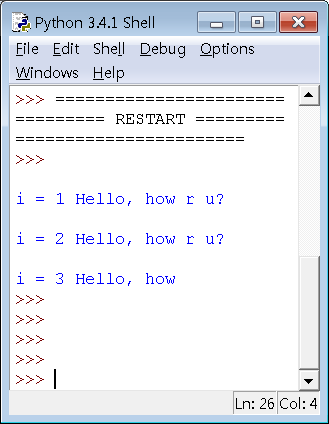 Python 3.4.1 Shell
File Edit Shell Debug Options
Windows Help
>>> =======================
========= RESTART =========
=======================
>>>
i = 1 Hello, how r u?
i = 2 Hello, how r u?
i = 3 Hello, how
>>>
>>>
>>>
>>>
>>>
Ln: 26 Col: 4